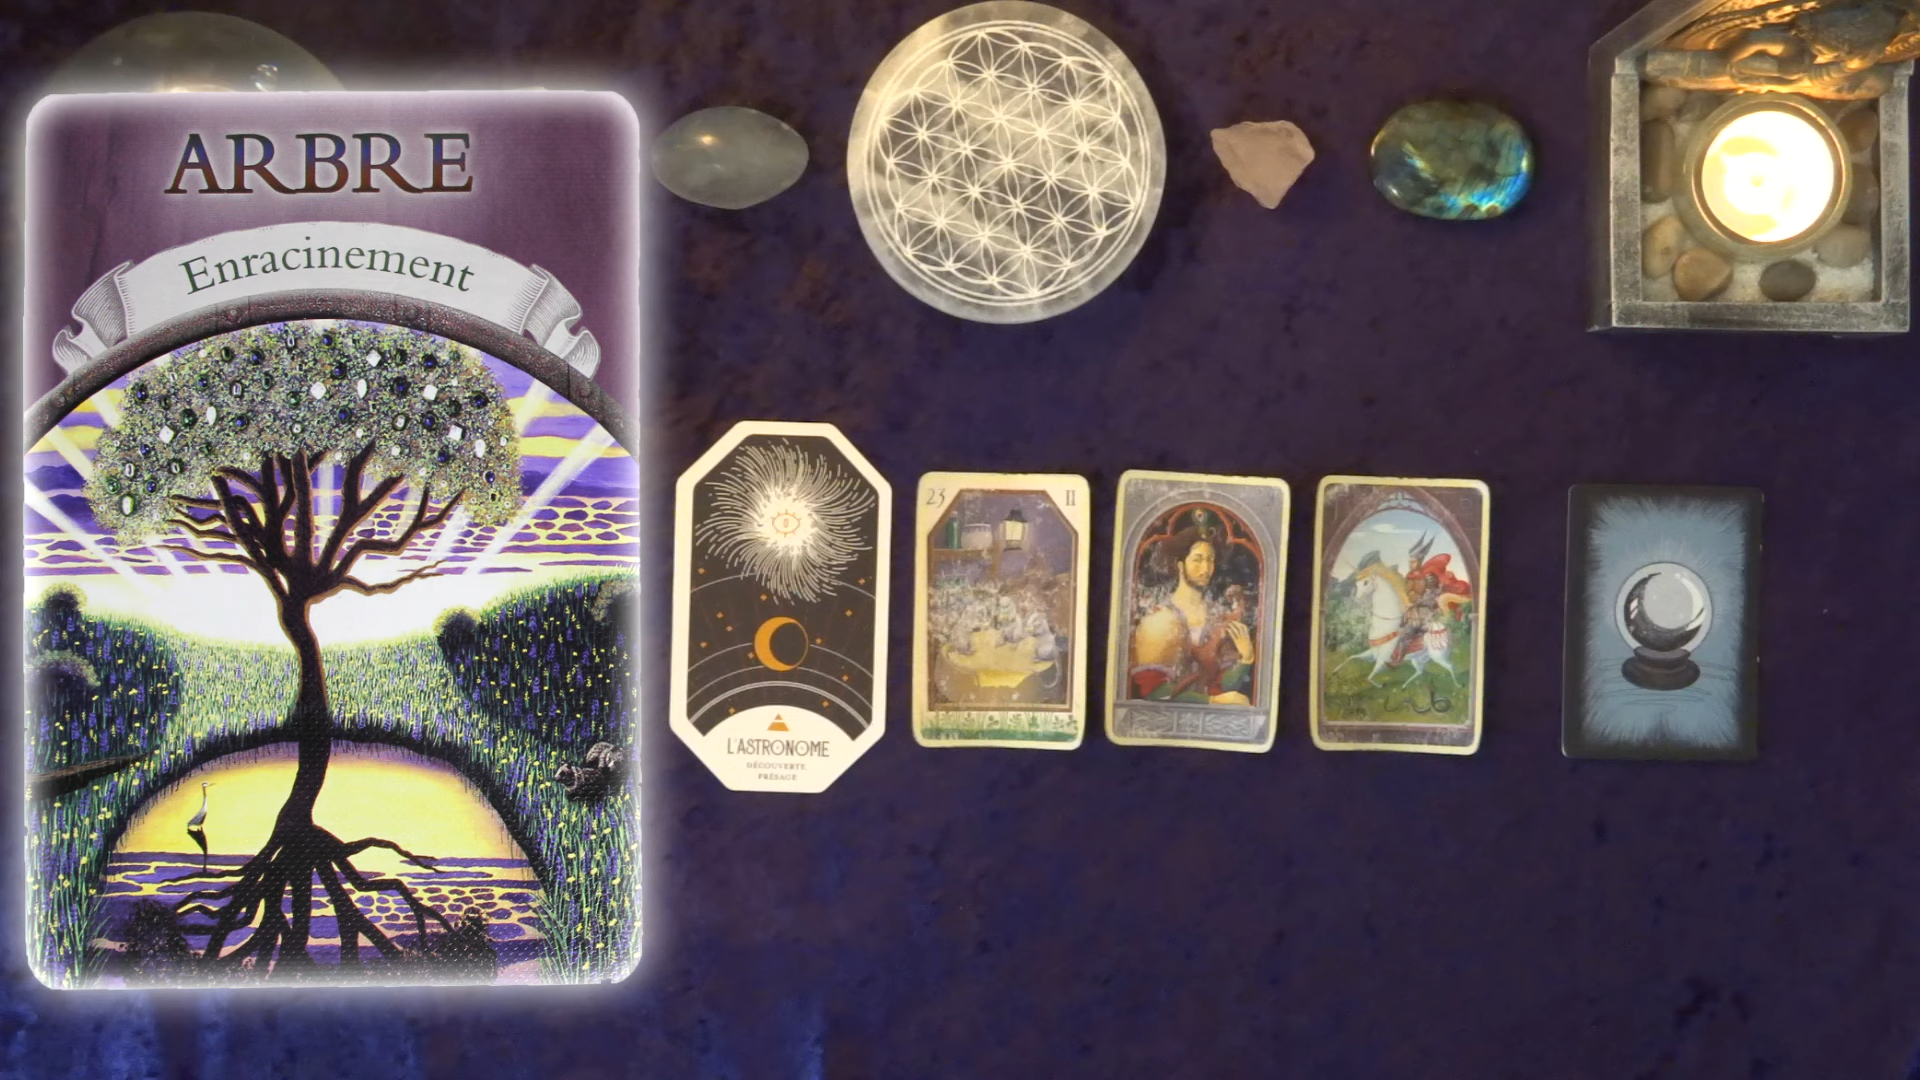 ARBRE
Enracinement
23 II
L'ASTRONOME
DÉCOUVERTE,
PRÉSAGE